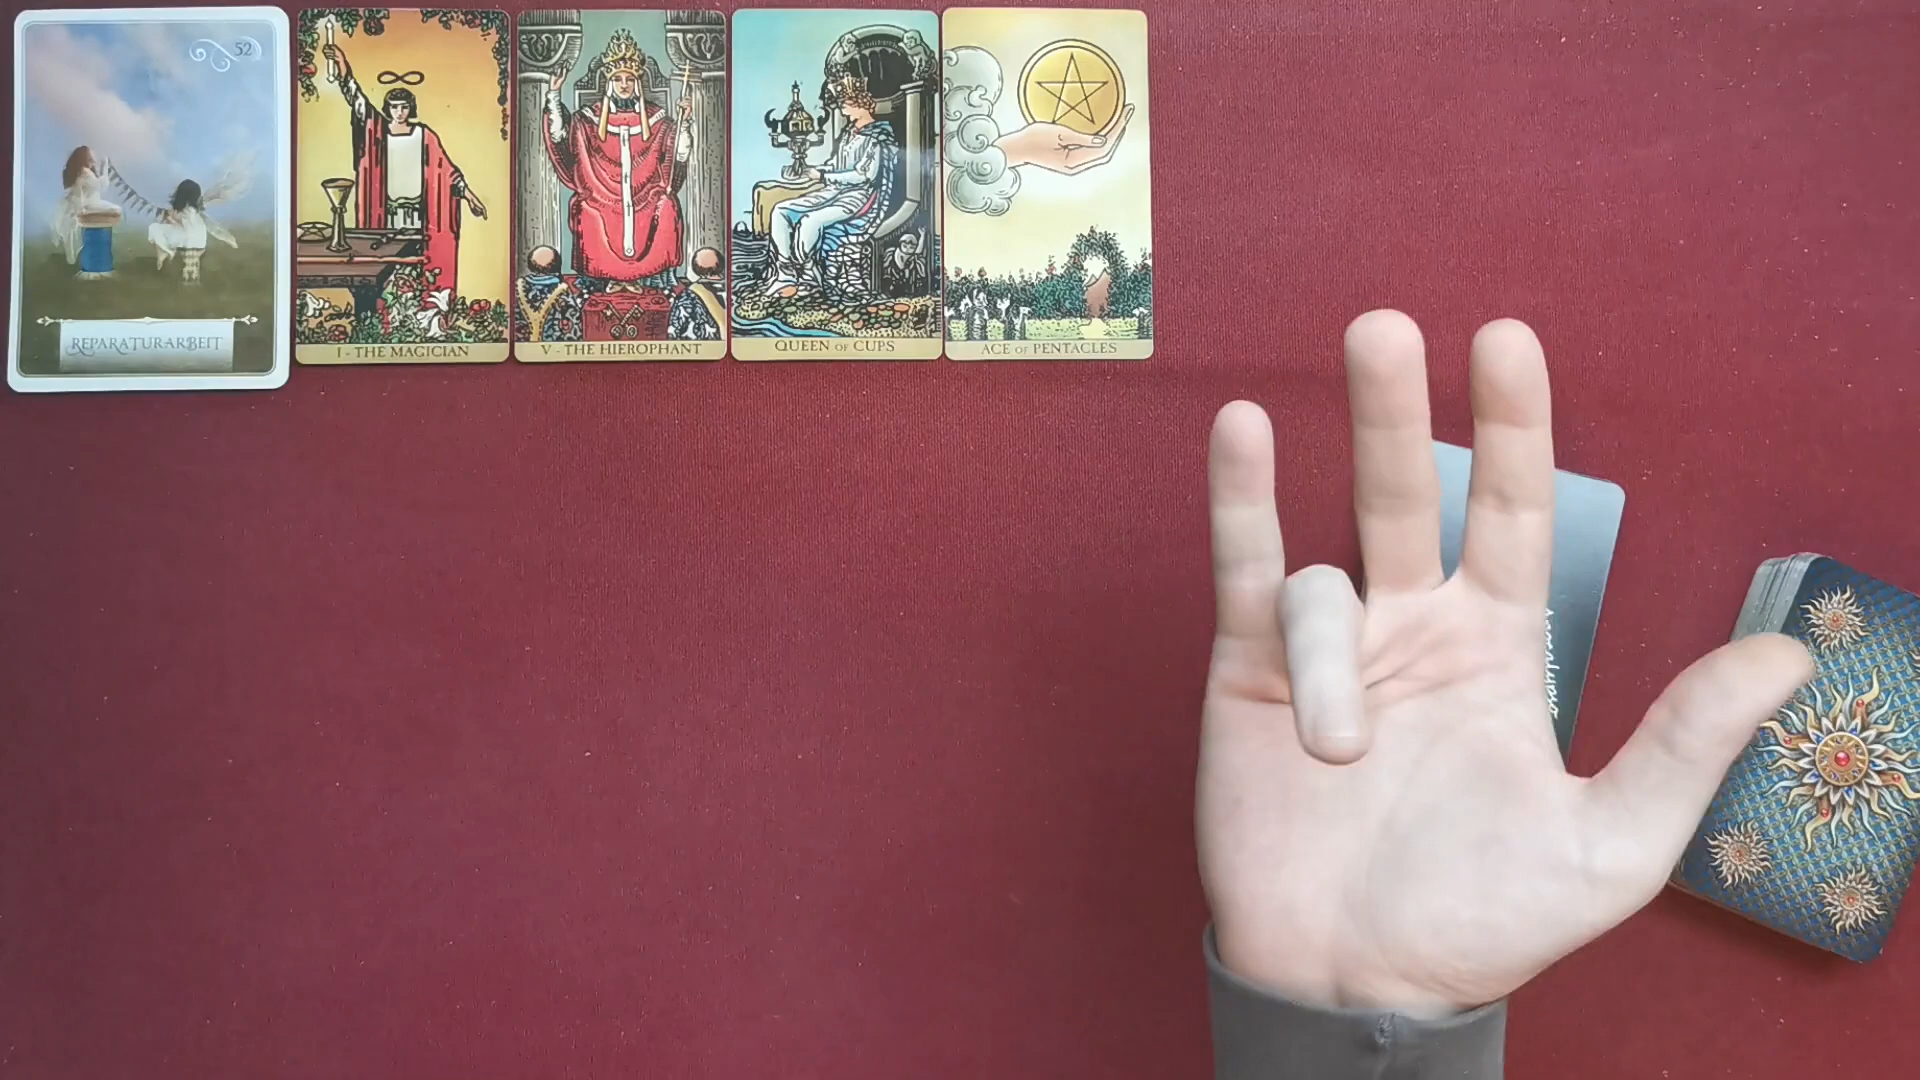 52
REPARATURARBEIT
I - THE MAGICIAN
V - THE HIEROPHANT
QUEEN OF CUPS
ACE OF PENTACLES